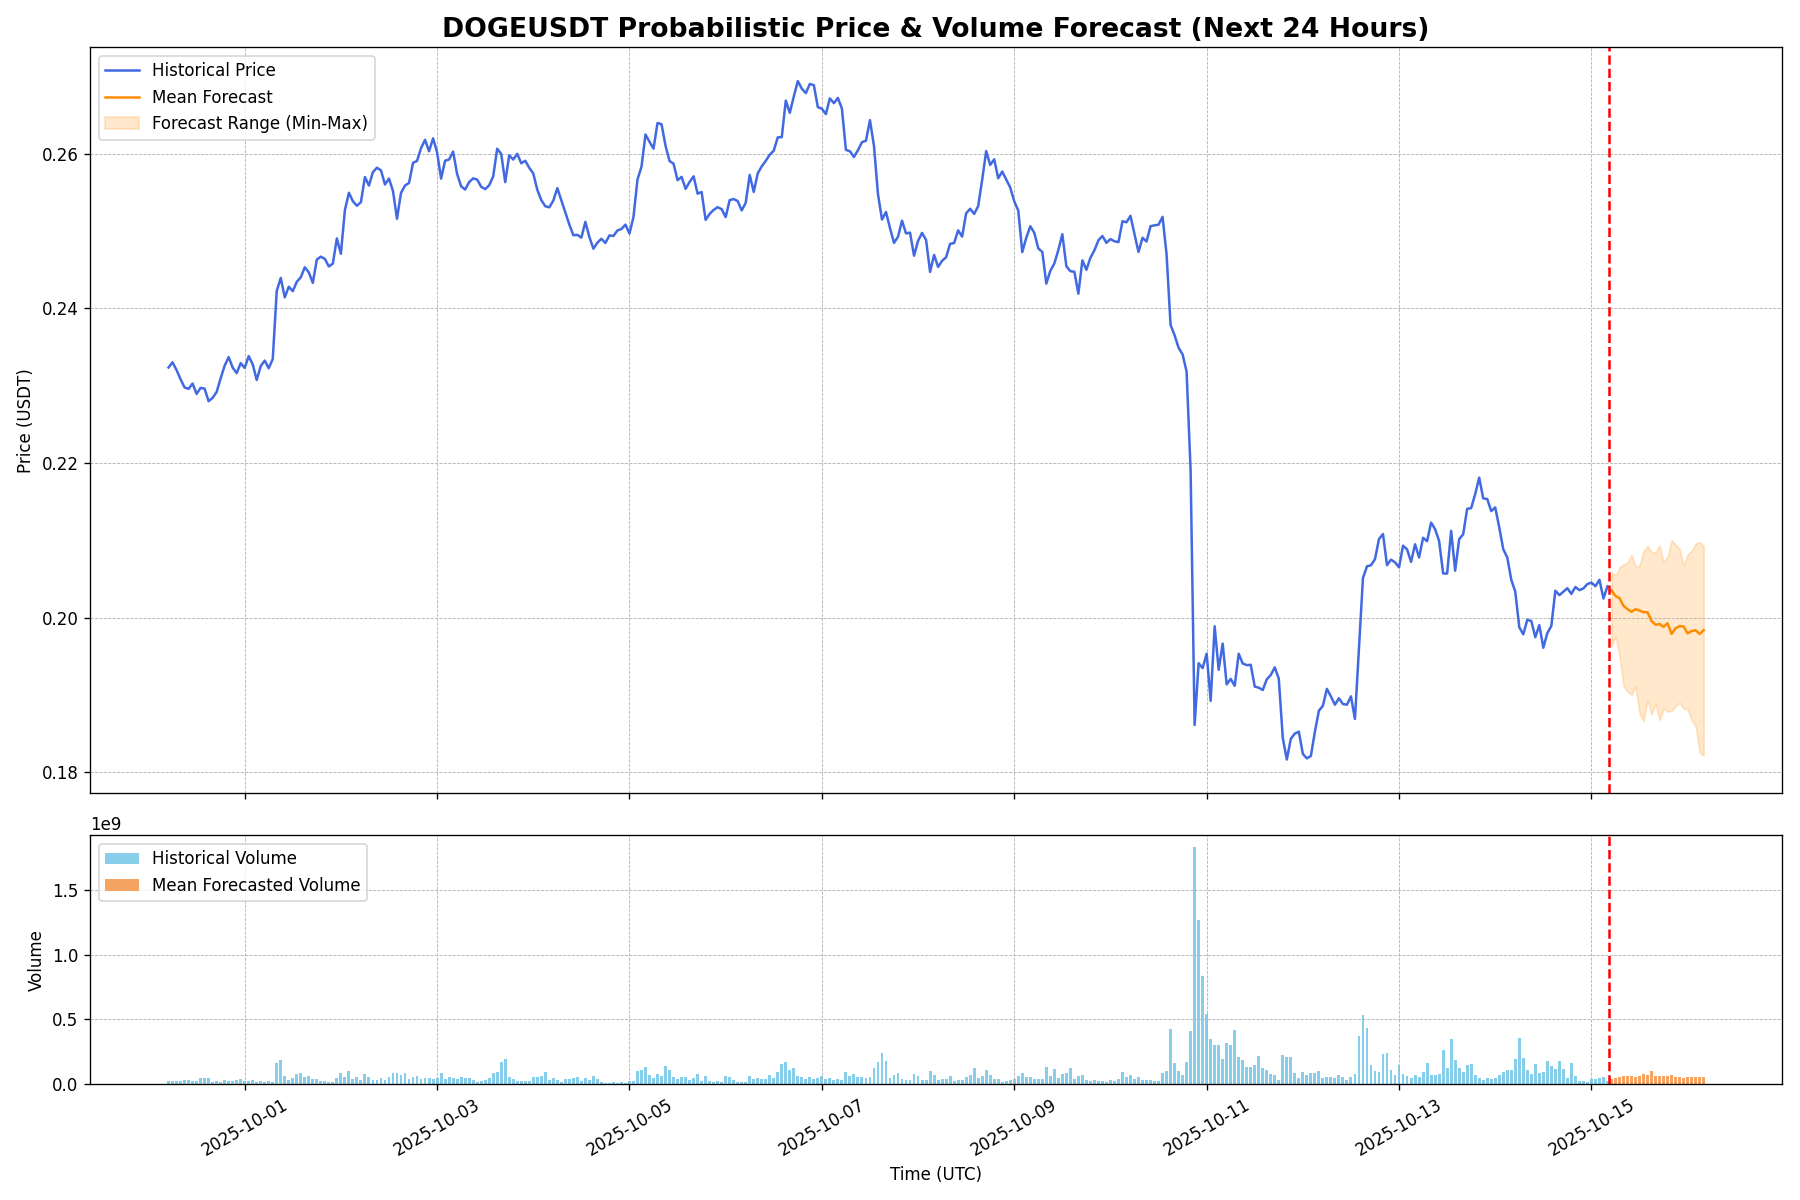 DOGEUSDT Probabilistic Price & Volume Forecast (Next 24 Hours)
Historical Price
Mean Forecast
Forecast Range (Min-Max)
Price (USDT)
0.26
0.24
0.22
0.20
0.18
1e9
Historical Volume
Mean Forecasted Volume
Volume
1.5
1.0
0.5
0.0
2025-10-01
2025-10-03
2025-10-05
2025-10-07
2025-10-09
2025-10-11
2025-10-13
2025-10-15
Time (UTC)